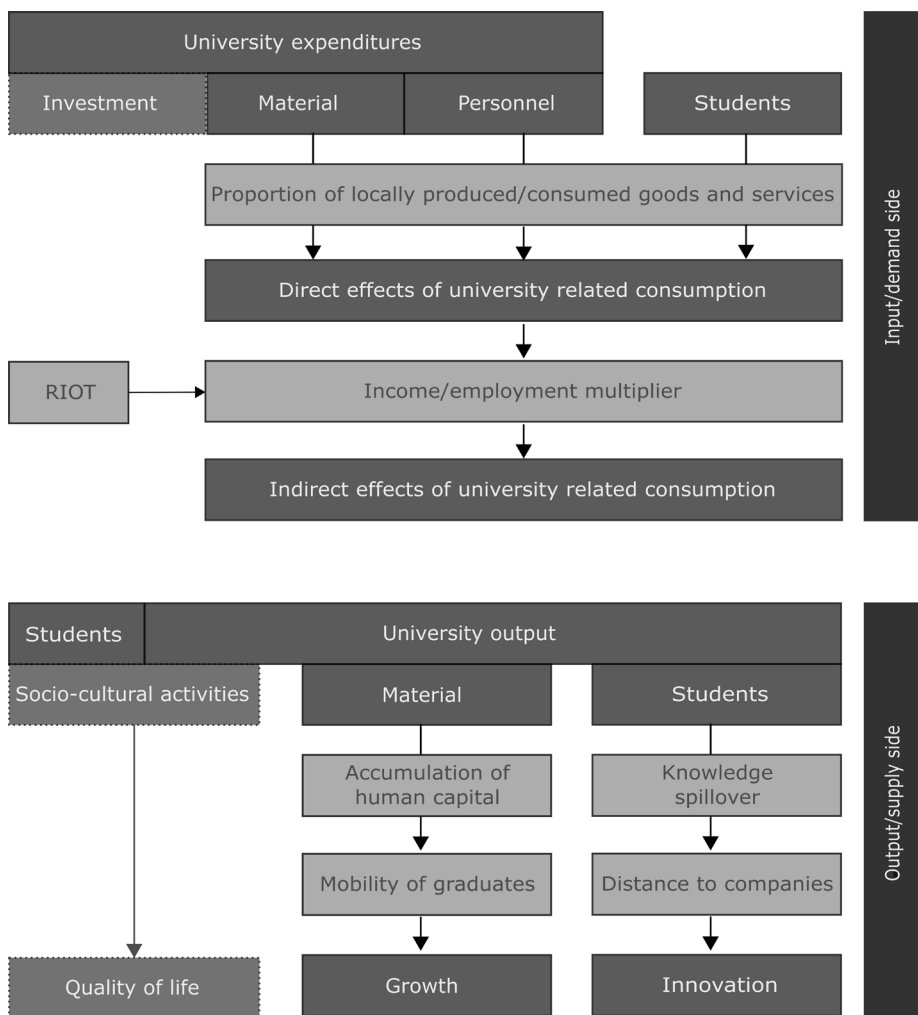 University expenditures
Investment
Material
Personnel
Students
Proportion of locally produced/consumed goods and services
Direct effects of university related consumption
RIOT
Income/employment multiplier
Indirect effects of university related consumption
Input/demand side
Students
University output
Socio-cultural activities
Material
Students
Accumulation of
human capital
Knowledge
spillover
Mobility of graduates
Distance to companies
Quality of life
Growth
Innovation
Output/supply side